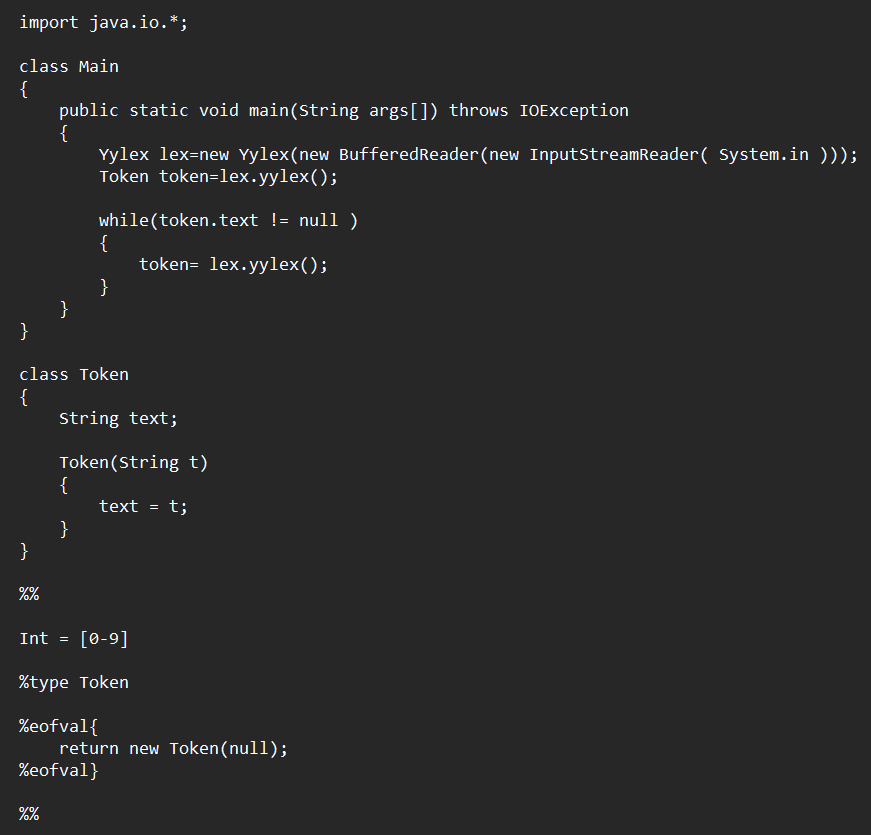 import java.io.*;
class Main
{
    public static void main(String args[]) throws IOException
    {
        Yylex lex=new Yylex(new BufferedReader(new InputStreamReader( System.in )));
        Token token=lex.yylex();
        while(token.text != null )
        {
            token= lex.yylex();
        }
    }
}
class Token
{
    String text;
    Token(String t)
    {
        text = t;
    }
}
%%
Int = [0-9]
%type Token
%eofval{
    return new Token(null);
%eofval}
%%